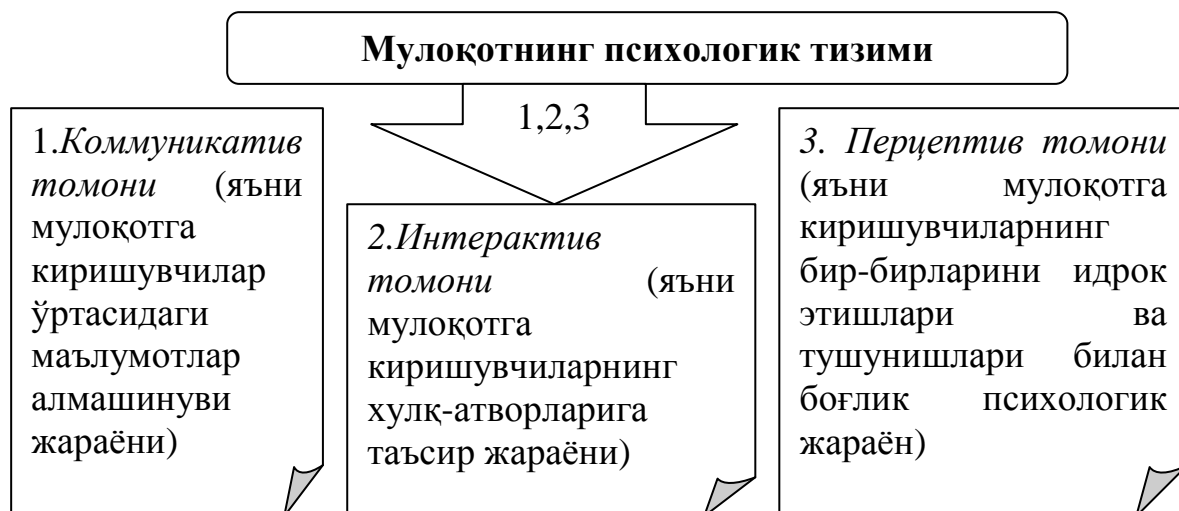 Мулоқотнинг психологик тизими
1,2,3
1.Коммуникатив
томони (яъни
мулоқотга
киришувчилар
ўртасидаги
маълумотлар
алмашинуви
жараёни)
2.Интерактив
томони (яъни
мулоқотга
киришувчиларнинг
хулқ-атворларига
таъсир жараёни)
3. Перцептив томони
(яъни мулоқотга
киришувчиларнинг
бир-бирларини идрок
этишлари ва
тушунишлари билан
боғлик психологик
жараён)